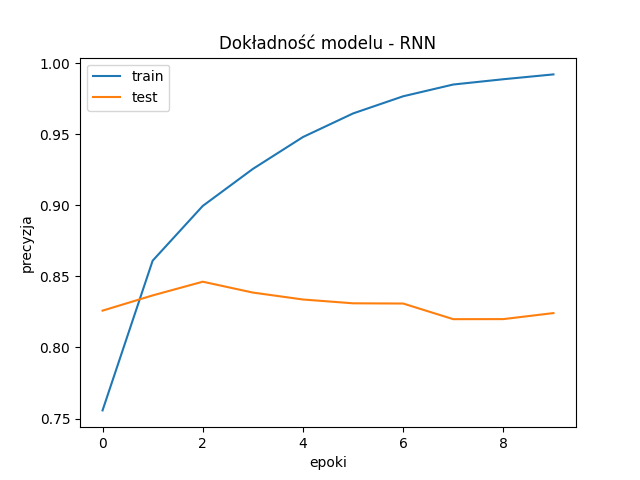 Dokładność modelu - RNN
train
test
precyzja
1.00
0.95
0.90
0.85
0.80
0.75
0 2 4 6 8
epoki